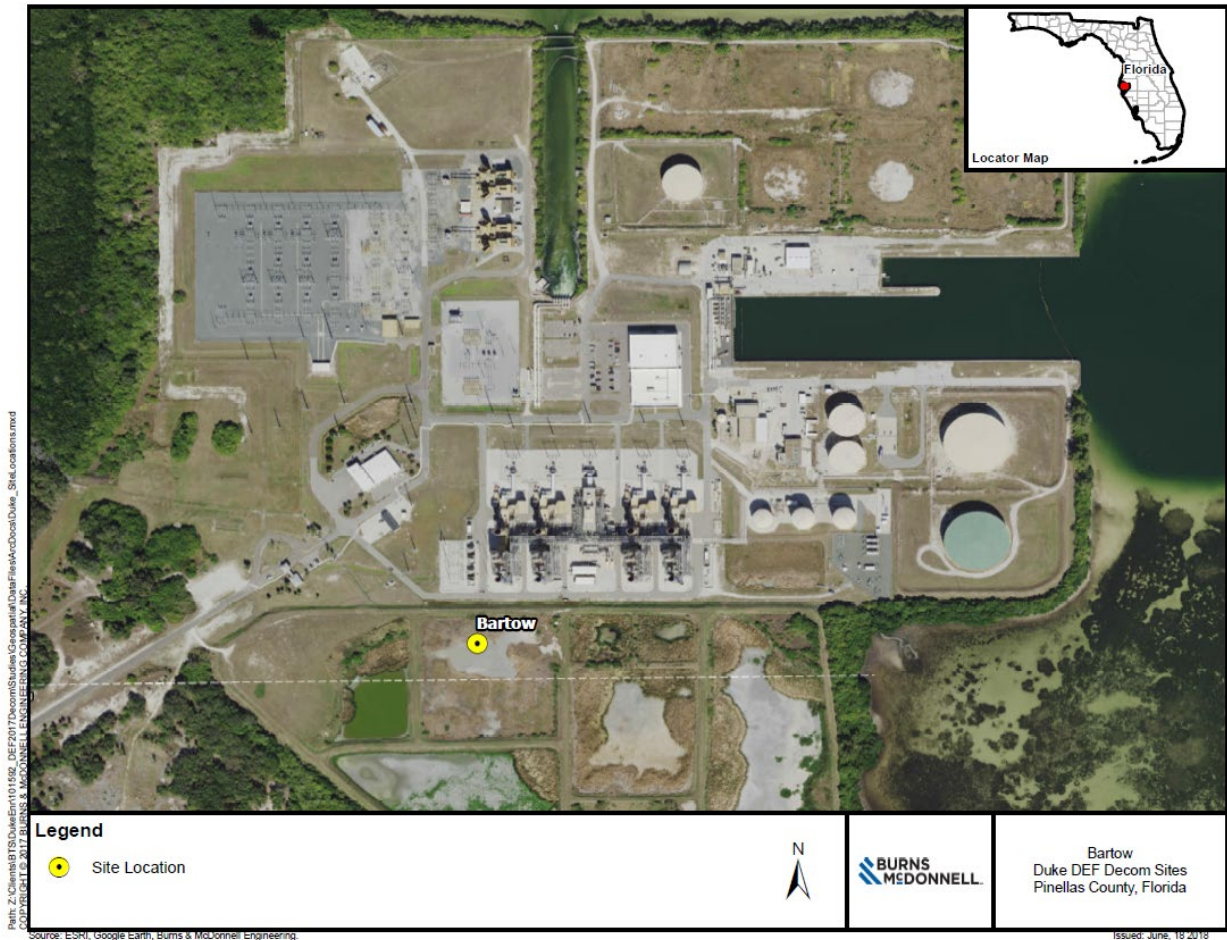 Florida
Locator Map
Bartow
Path: Z:\Clients\BTS\DukeEnr\101592_DEF2017Decom\Studies\Geospatial\DataFiles\ArcDocs\Duke_SiteLocations.mxd
COPYRIGHT © 2017 BURNS & McDONNELL ENGINEERING COMPANY, INC.
Legend
Site Location
N
BURNS
MCDONNELL
Bartow
Duke DEF Decom Sites
Pinellas County, Florida
Source: ESRI, Google Earth, Burns & McDonnell Engineering.
Issued: June, 18 2018